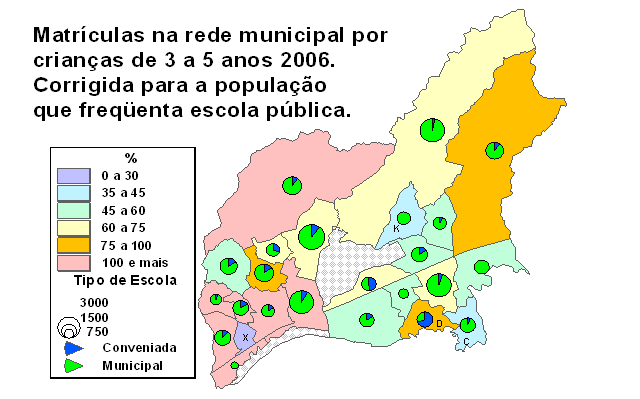 Matrículas na rede municipal por
crianças de 3 a 5 anos 2006.
Corrigida para a população
que freqüenta escola pública.
%
0 a 30
35 a 45
45 a 60
60 a 75
75 a 100
100 e mais
Tipo de Escola
3000
1500
750
Conveniada
Municipal
K
X
D
C